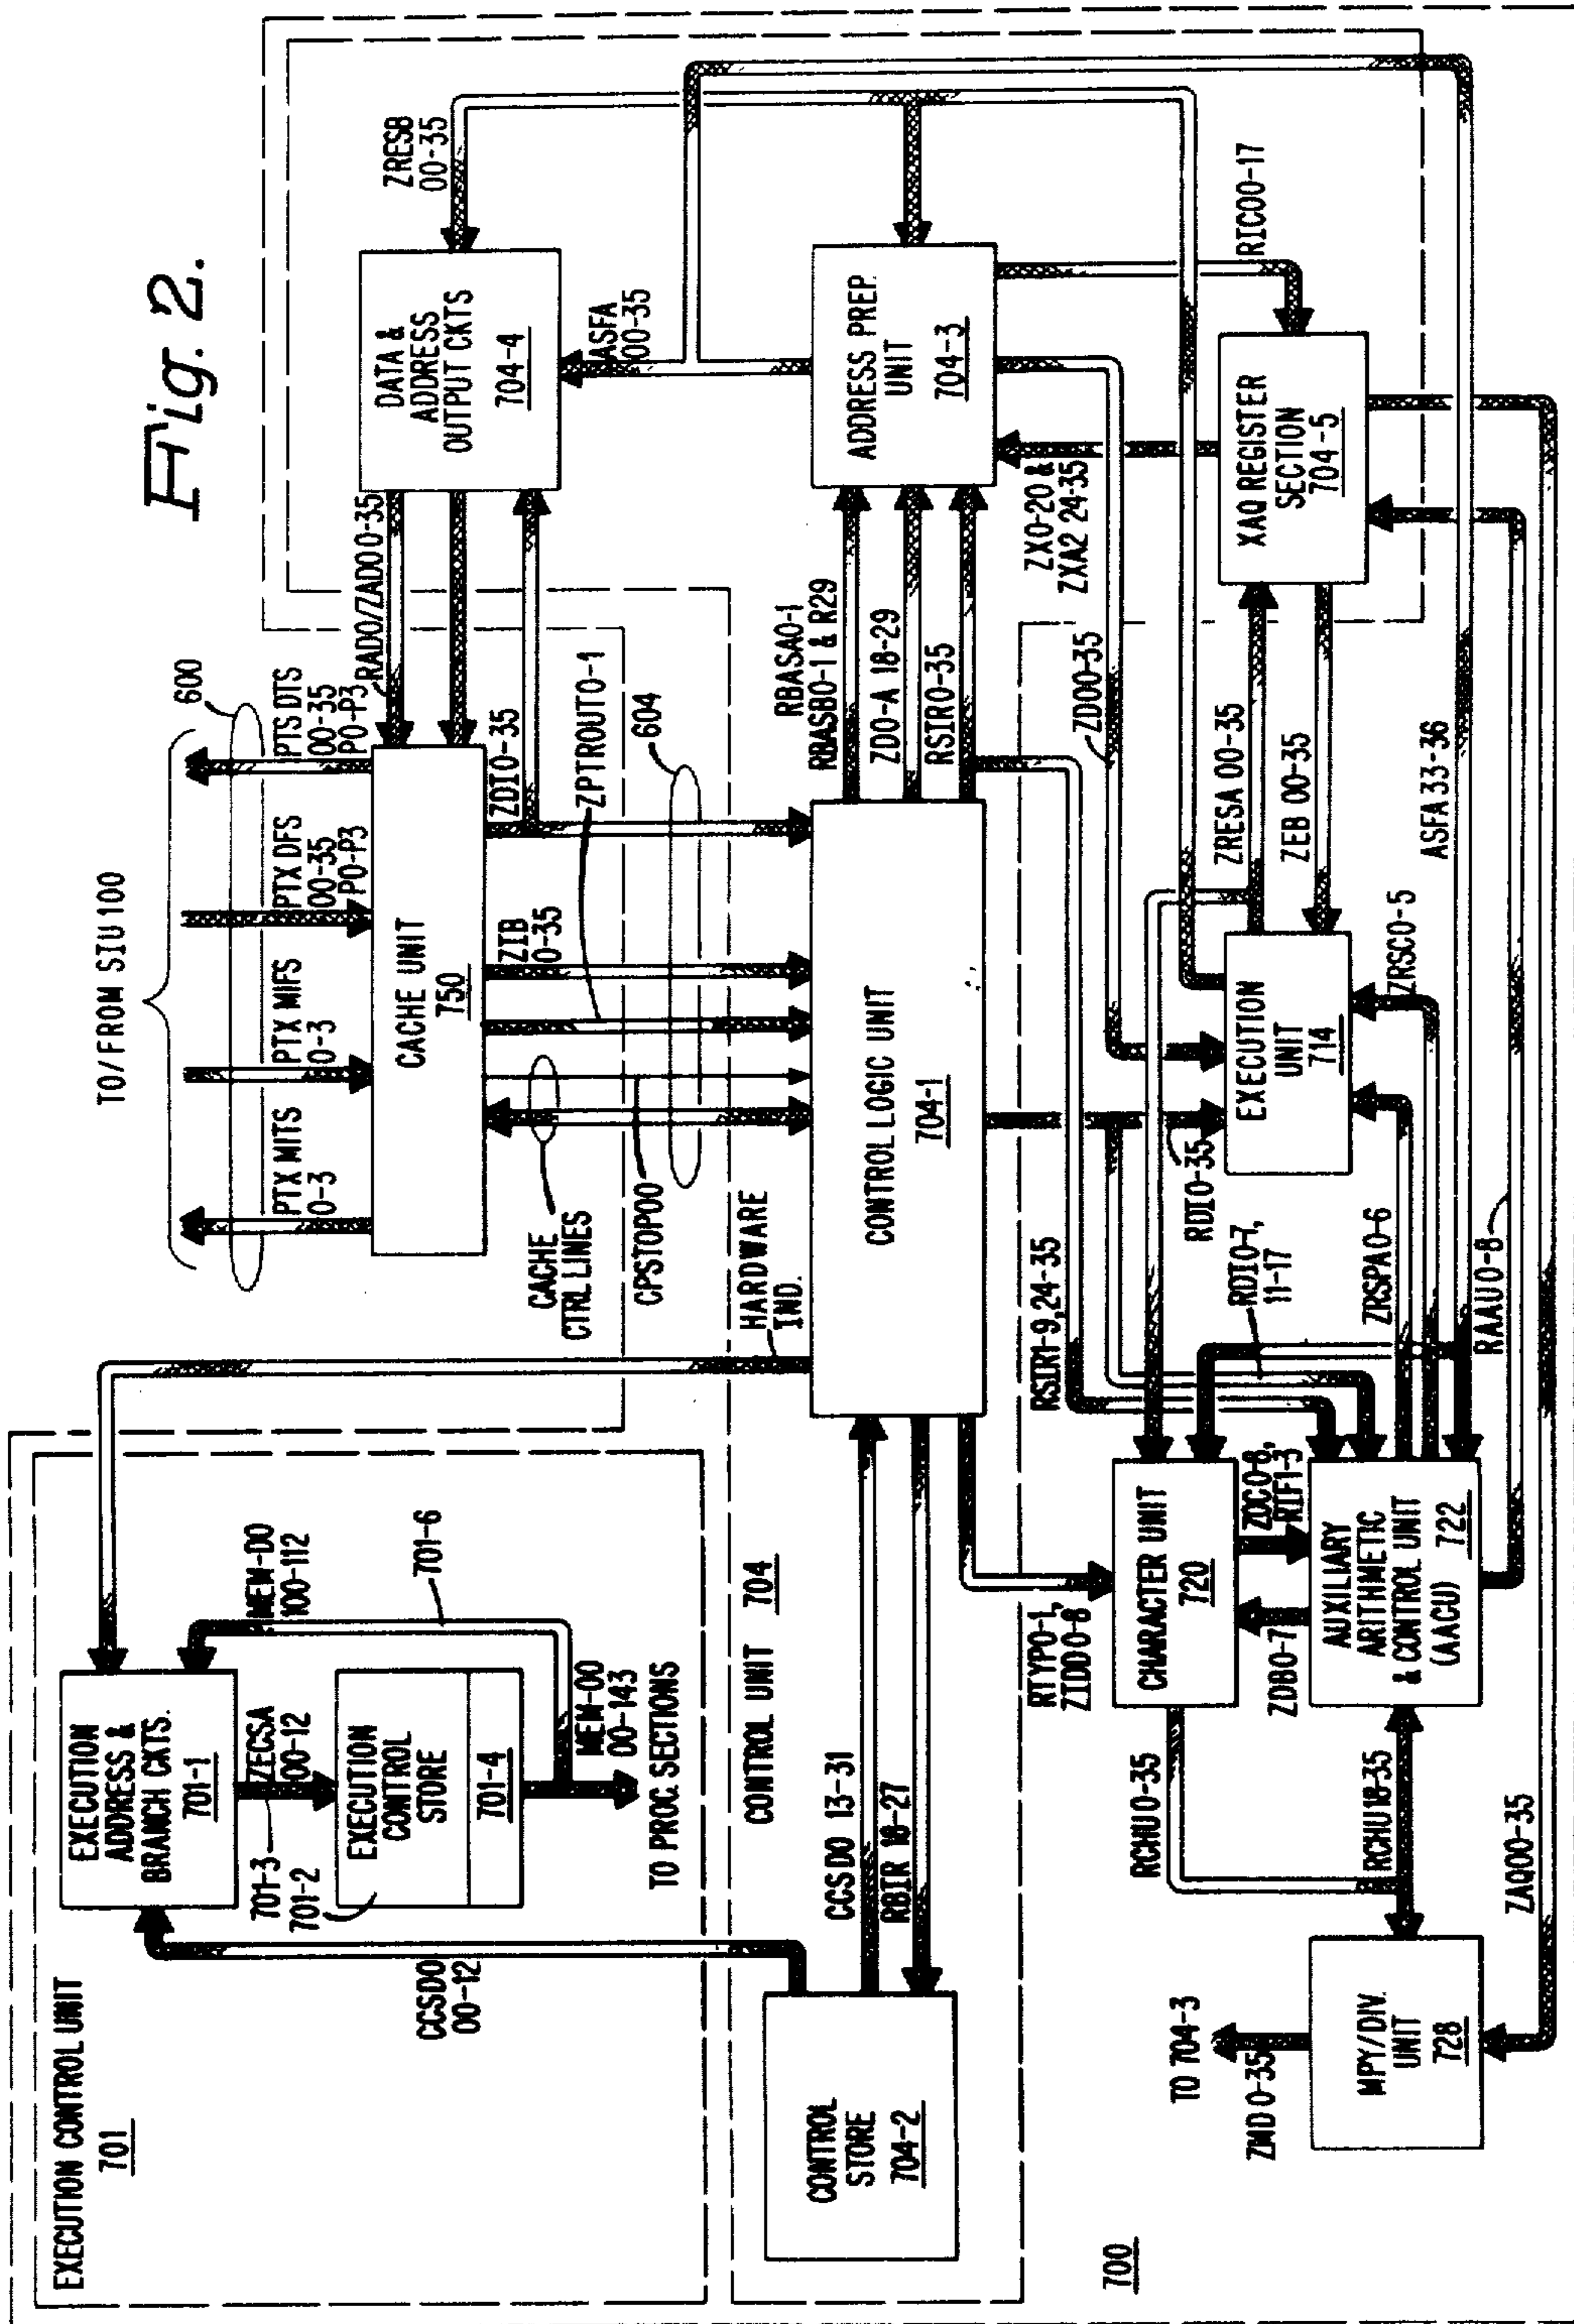 Fig. 2.
TO/FROM SIU 100
600
PTX MITS
0-3
PTX MIFS
0-3
PTX DFS
00-35
P0-P3
PTS DTS
00-35
P0-P3
RADO/ZADO0-35
ZRESB
00-35
DATA &
ADDRESS
OUTPUT CKTS
704-4
ASFA
00-35
CACHE UNIT
750
ZDI0-35
ZPTROUT0-1
604
ZIB
0-35
CACHE
CTRL LINES
CPSTOP00
HARDWARE
IND.
EXECUTION CONTROL UNIT
701
EXECUTION
ADDRESS &
BRANCH CKTS.
701-1
ZECSA
00-12
701-3
701-2
EXECUTION
CONTROL
STORE
701-4
MEM-DO
100-112
701-6
MEM-DO
00-143
TO PROC. SECTIONS
CCSDO
00-12
CONTROL UNIT 704
CONTROL
STORE
704-2
CCSDO 13-31
RBIR 18-27
CONTROL LOGIC UNIT
704-1
RBASA0-1
RBASB0-1 & R29
ZDO-A 18-29
RSIR0-35
ADDRESS PREP.
UNIT
704-3
RIC00-17
ZX0-20 &
ZXA2 24-35
ZDO0-35
XAQ REGISTER
SECTION
704-5
ZRESA 00-35
ZEB 00-35
ASFA 33-36
EXECUTION
UNIT
714
ZRSC0-5
RDI0-35
RSIR1-9,24-35
RDI0-7,
11-17
ZRSPA0-6
RAAU0-8
RTYP0-1,
ZIDD0-8
CHARACTER UNIT
720
ZOC0-8,
RIF1-3
ZDB0-7
AUXILIARY
ARITHMETIC
& CONTROL UNIT
(AACU) 722
RCHU0-35
RCHU18-35
ZAQ00-35
TO 704-3
ZMD0-35
MPY/DIV.
UNIT
728
700